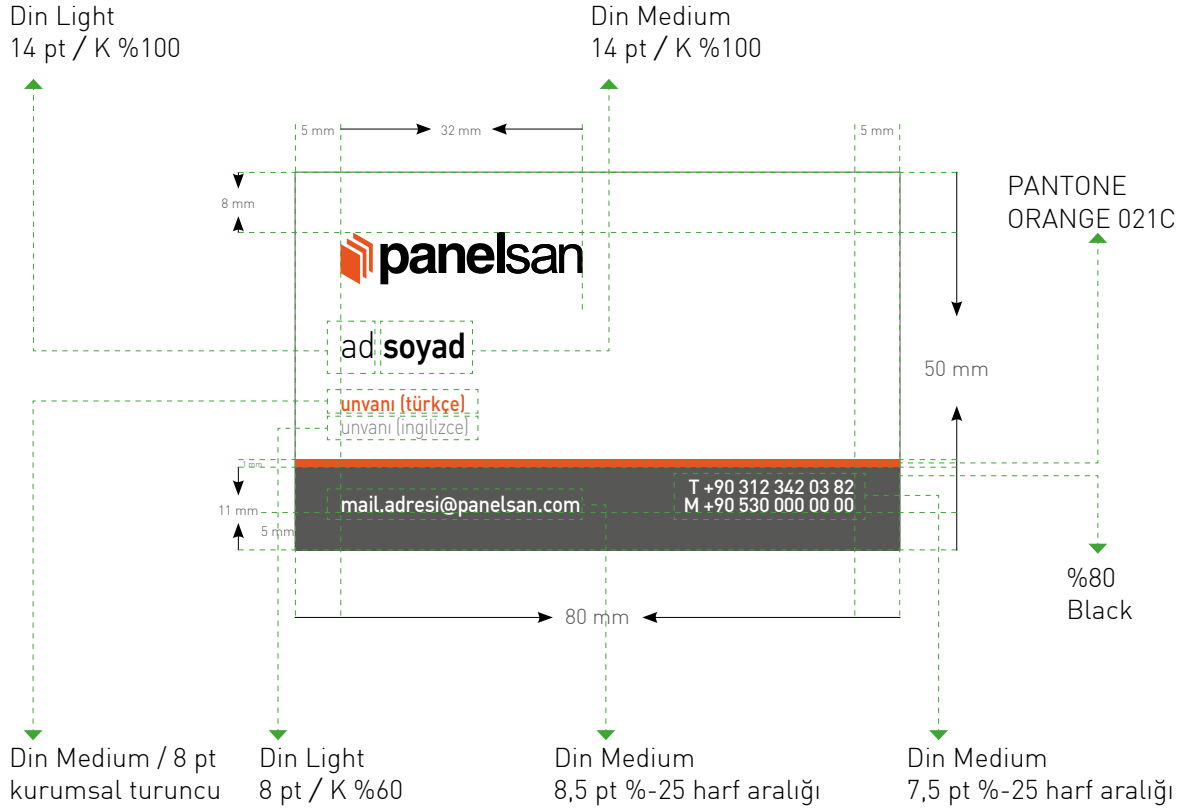 Din Light
14 pt / K %100
Din Medium
14 pt / K %100
5 mm
32 mm
5 mm
8 mm
PANTONE
ORANGE 021C
panelsan
ad soyad
50 mm
unvanı (türkçe)
unvanı (ingilizce)
1 mm
T +90 312 342 03 82
mail.adresi@panelsan.com
M +90 530 000 00 00
11 mm
5 mm
%80
Black
80 mm
Din Medium / 8 pt
kurumsal turuncu
Din Light
8 pt / K %60
Din Medium
8,5 pt %-25 harf aralığı
Din Medium
7,5 pt %-25 harf aralığı